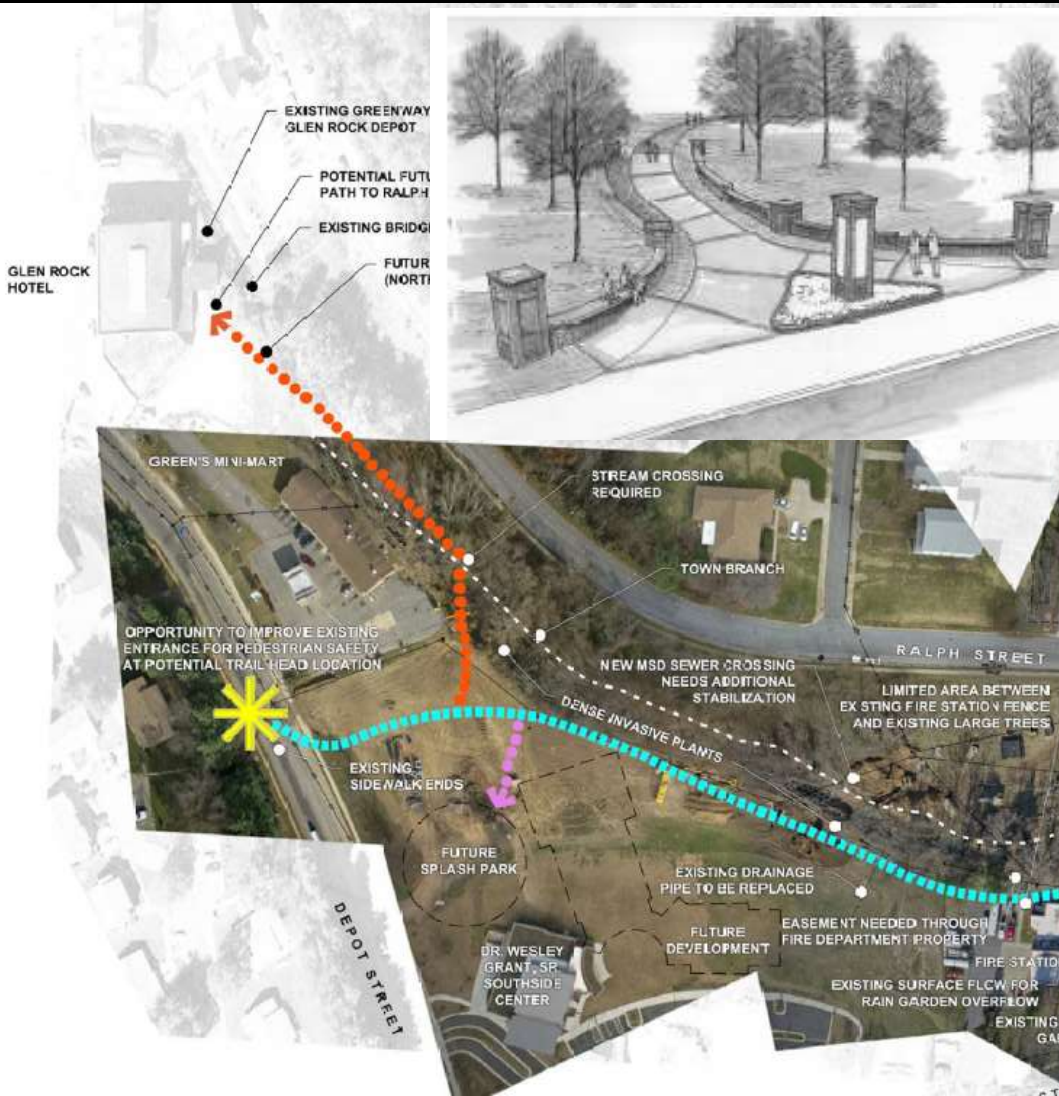 EXISTING GREENWAY
GLEN ROCK DEPOT
POTENTIAL FUTU
PATH TO RALPH
EXISTING BRIDG
FUTUR
(NORTH
GLEN ROCK
HOTEL
GREEN'S MINI-MART
STREAM CROSSING
REQUIRED
TOWN BRANCH
OPPORTUNITY TO IMPROVE EXISTING
ENTRANCE FOR PEDESTRIAN SAFETY
AT POTENTIAL TRAIL HEAD LOCATION
RALPH STREET
NEW MSD SEWER CROSSING
NEEDS ADDITIONAL
STABILIZATION
LIMITED AREA BETWEEN
EXISTING FIRE STATION FENCE
AND EXISTING LARGE TREES
DENSE INVASIVE PLANTS
EXISTING
SIDEWALK ENDS
FUTURE
SPLASH PARK
EXISTING DRAINAGE
PIPE TO BE REPLACED
FUTURE
DEVELOPMENT
EASEMENT NEEDED THROUGH
FIRE DEPARTMENT PROPERTY
DEPOT STREET
DR. WESLEY
GRANT, SR.
SOUTHSIDE
CENTER
FIRE STATIO
EXISTING SURFACE FLOW FOR
RAIN GARDEN OVERFLOW
EXISTING
GA